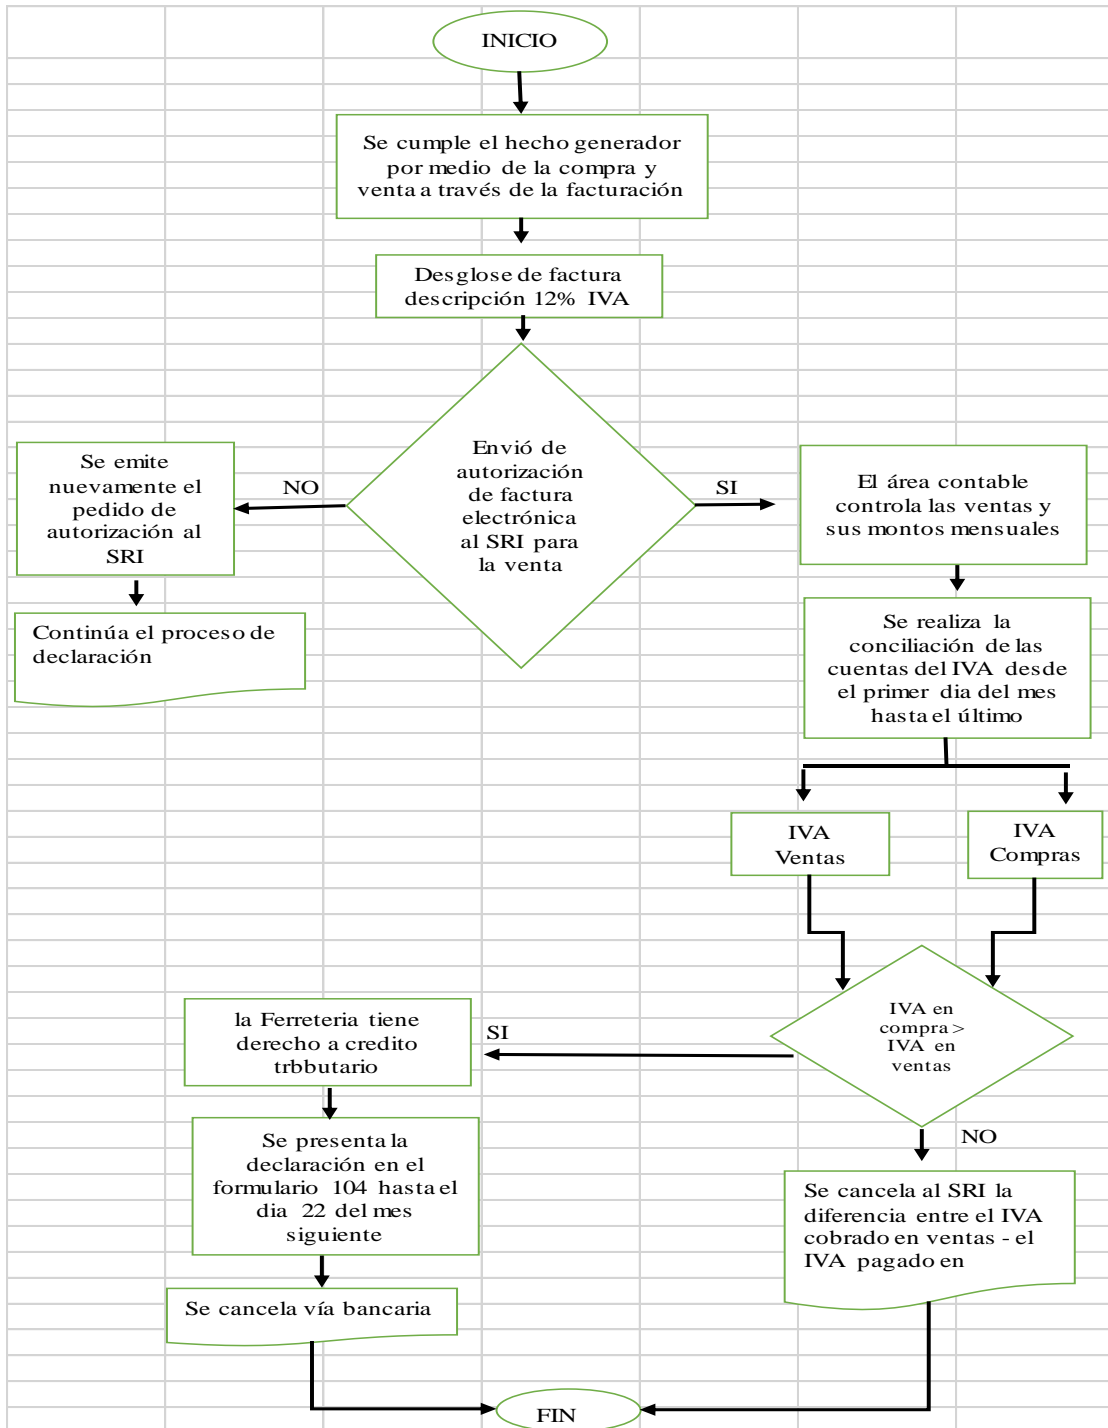 INICIO
Se cumple el hecho generador
por medio de la compra y
venta a través de la facturación
Desglose de factura
descripción 12% IVA
Envió de
autorización
de factura
electrónica
al SRI para
la venta
NO
SI
Se emite
nuevamente el
pedido de
autorización al
SRI
Continúa el proceso de
declaración
El área contable
controla las ventas y
sus montos mensuales
Se realiza la
conciliación de las
cuentas del IVA desde
el primer dia del mes
hasta el último
IVA
Ventas
IVA
Compras
IVA en
compra >
IVA en
ventas
SI
NO
la Ferreteria tiene
derecho a credito
trbbutario
Se presenta la
declaración en el
formulario 104 hasta el
dia 22 del mes
siguiente
Se cancela vía bancaria
Se cancela al SRI la
diferencia entre el IVA
cobrado en ventas - el
IVA pagado en
FIN